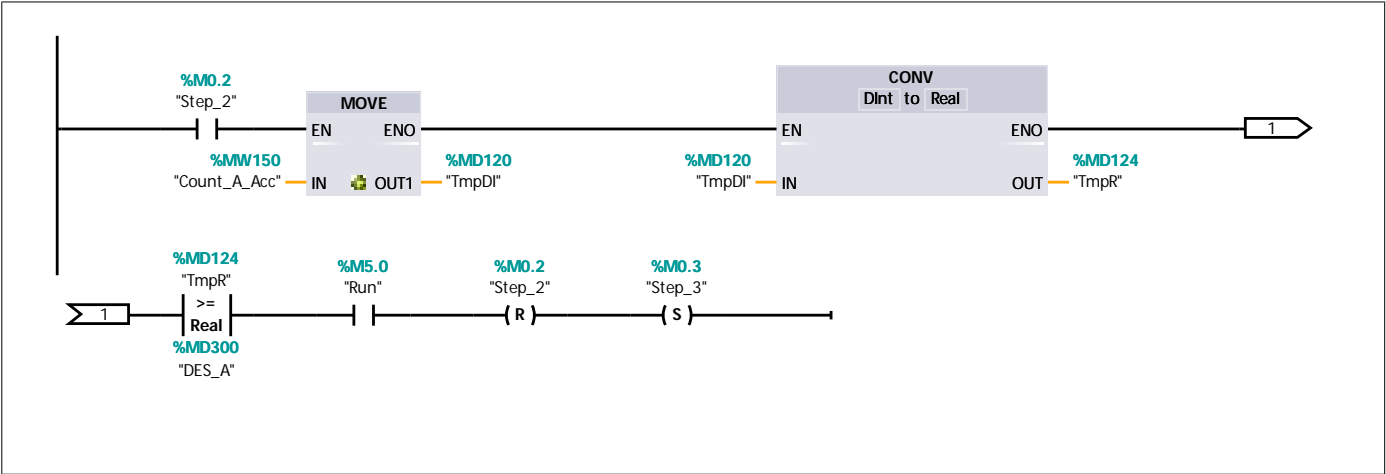 %M0.2
"Step_2"
MOVE
EN ENO
%MW150
"Count_A_Acc"
IN OUT1
%MD120
"TmpDI"
CONV
DInt to Real
EN ENO
%MD120
"TmpDI"
IN OUT
%MD124
"TmpR"
1
1
%MD124
"TmpR"
>=
Real
%MD300
"DES_A"
%M5.0
"Run"
%M0.2
"Step_2"
R
%M0.3
"Step_3"
S